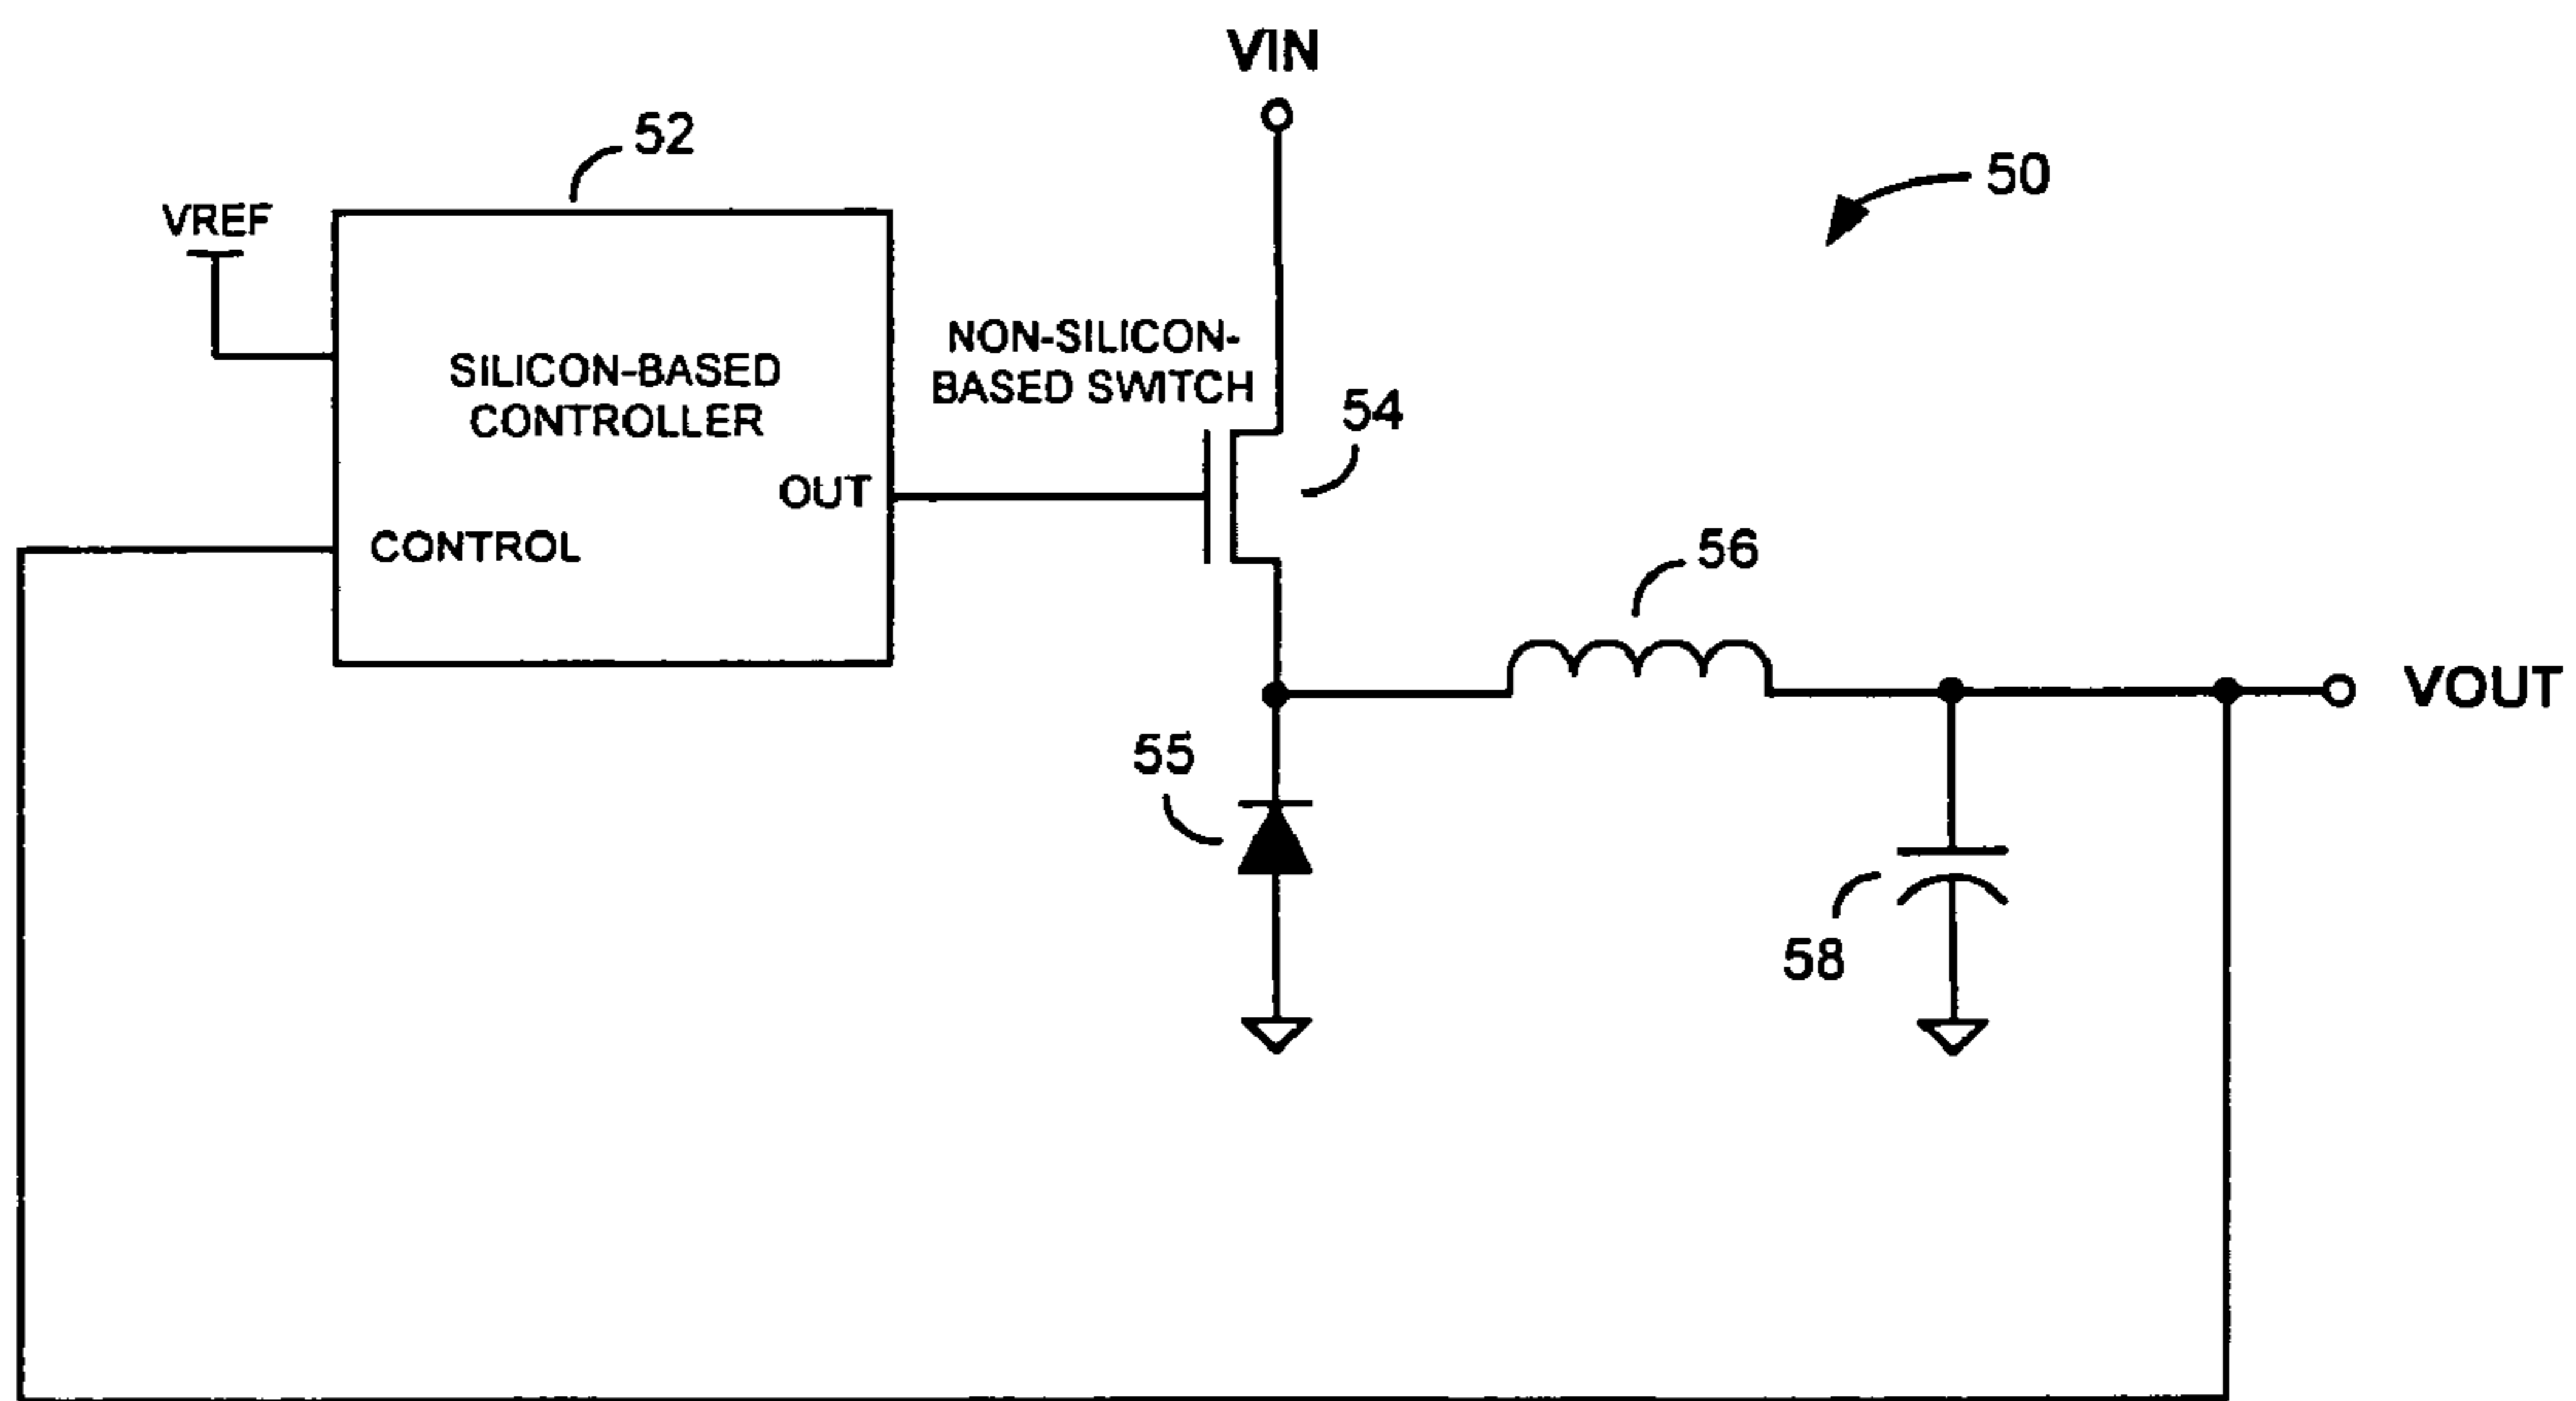 VIN
52
50
VREF
NON-SILICON-
BASED SWITCH
SILICON-BASED
CONTROLLER
54
OUT
CONTROL
56
VOUT
55
58